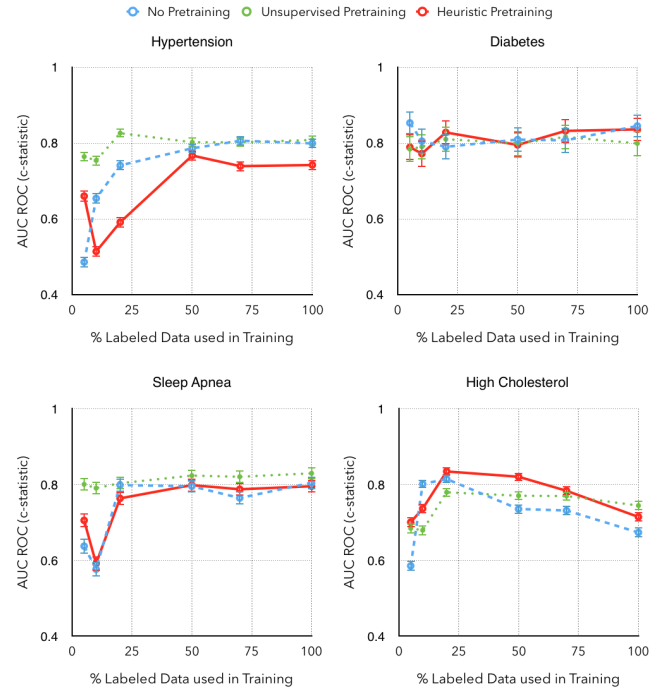 No Pretraining Unsupervised Pretraining Heuristic Pretraining
Hypertension
1
0.8
0.6
0.4
AUC ROC (c-statistic)
0 25 50 75 100
% Labeled Data used in Training
Diabetes
1
0.8
0.6
0.4
AUC ROC (c-statistic)
0 25 50 75 100
% Labeled Data used in Training
Sleep Apnea
1
0.8
0.6
0.4
AUC ROC (c-statistic)
0 25 50 75 100
% Labeled Data used in Training
High Cholesterol
1
0.8
0.6
0.4
AUC ROC (c-statistic)
0 25 50 75 100
% Labeled Data used in Training